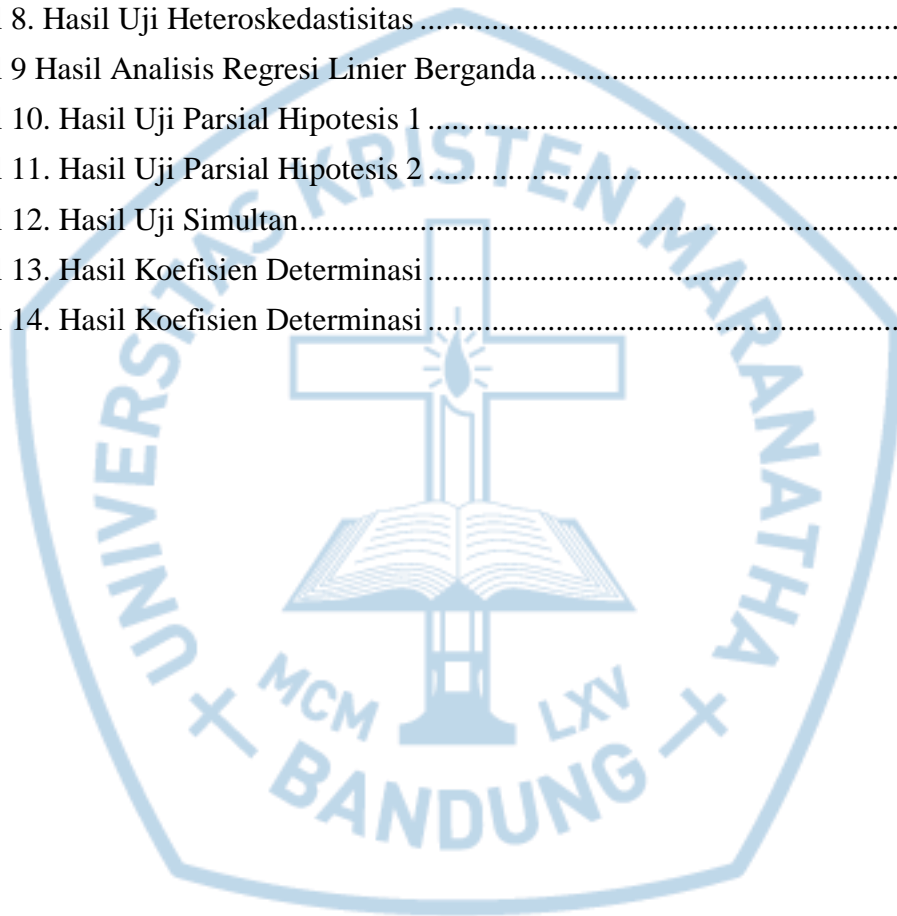 l 8. Hasil Uji Heteroskedastisitas ........................................................
l 9 Hasil Analisis Regresi Linier Berganda ........................................................
l 10. Hasil Uji Parsial Hipotesis 1 ........................................................
l 11. Hasil Uji Parsial Hipotesis 2 ........................................................
l 12. Hasil Uji Simultan ........................................................
l 13. Hasil Koefisien Determinasi ........................................................
l 14. Hasil Koefisien Determinasi ........................................................
UNIVERSITAS KRISTEN MARANATHA
MCM LXV
BANDUNG